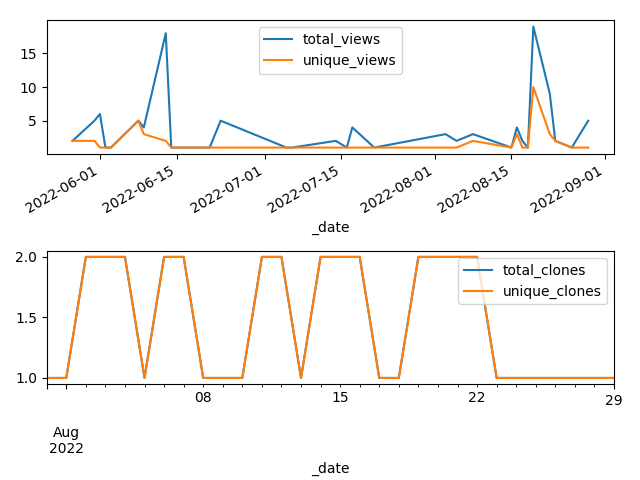 total_views
unique_views
15
10
5
2022-06-01
2022-06-15
2022-07-01
2022-07-15
2022-08-01
2022-08-15
2022-09-01
_date
total_clones
unique_clones
2.0
1.5
1.0
08
15
22
29
Aug
2022
_date